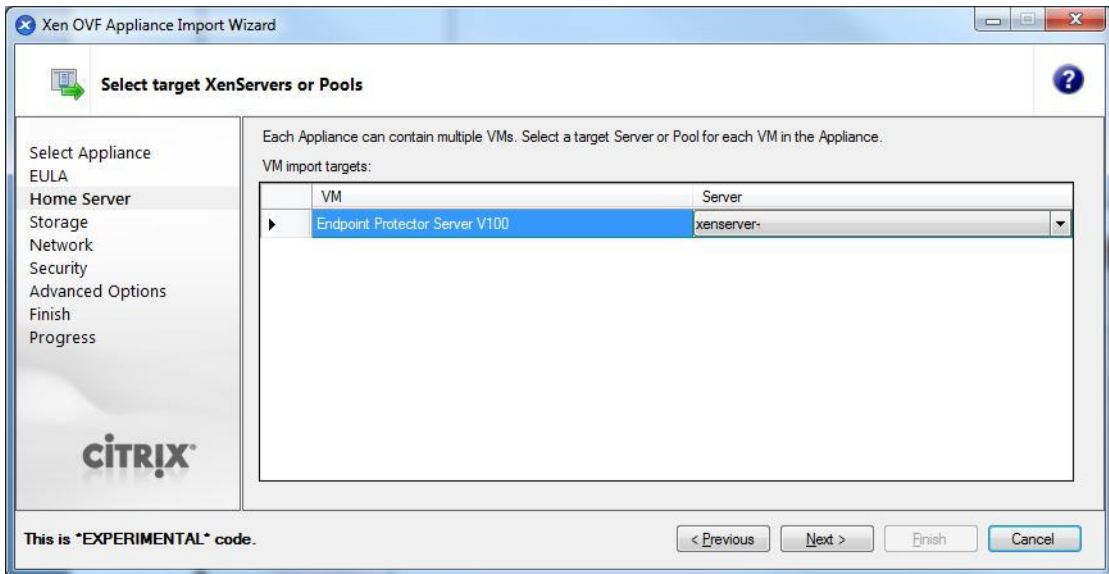 Xen OVF Appliance Import Wizard
Select target XenServers or Pools
Select Appliance
EULA
Home Server
Storage
Network
Security
Advanced Options
Finish
Progress
CITRIX
Each Appliance can contain multiple VMs. Select a target Server or Pool for each VM in the Appliance.
VM import targets:
VM Server
Endpoint Protector Server V100 xenserver-
This is *EXPERIMENTAL* code.
< Previous Next > Finish Cancel